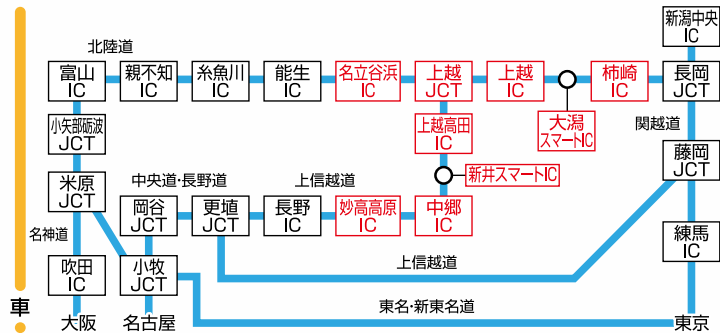 新潟中央
IC
北陸道
富山
IC
親不知
IC
糸魚川
IC
能生
IC
名立谷浜
IC
上越
JCT
上越
IC
柿崎
IC
長岡
JCT
小矢部砺波
JCT
上越高田
IC
大潟
スマートIC
関越道
新井スマートIC
藤岡
JCT
米原
JCT
中央道・長野道
上信越道
岡谷
JCT
更埴
JCT
長野
IC
妙高高原
IC
中郷
IC
名神道
練馬
IC
吹田
IC
小牧
JCT
上信越道
東名・新東名道
車
大阪
名古屋
東京